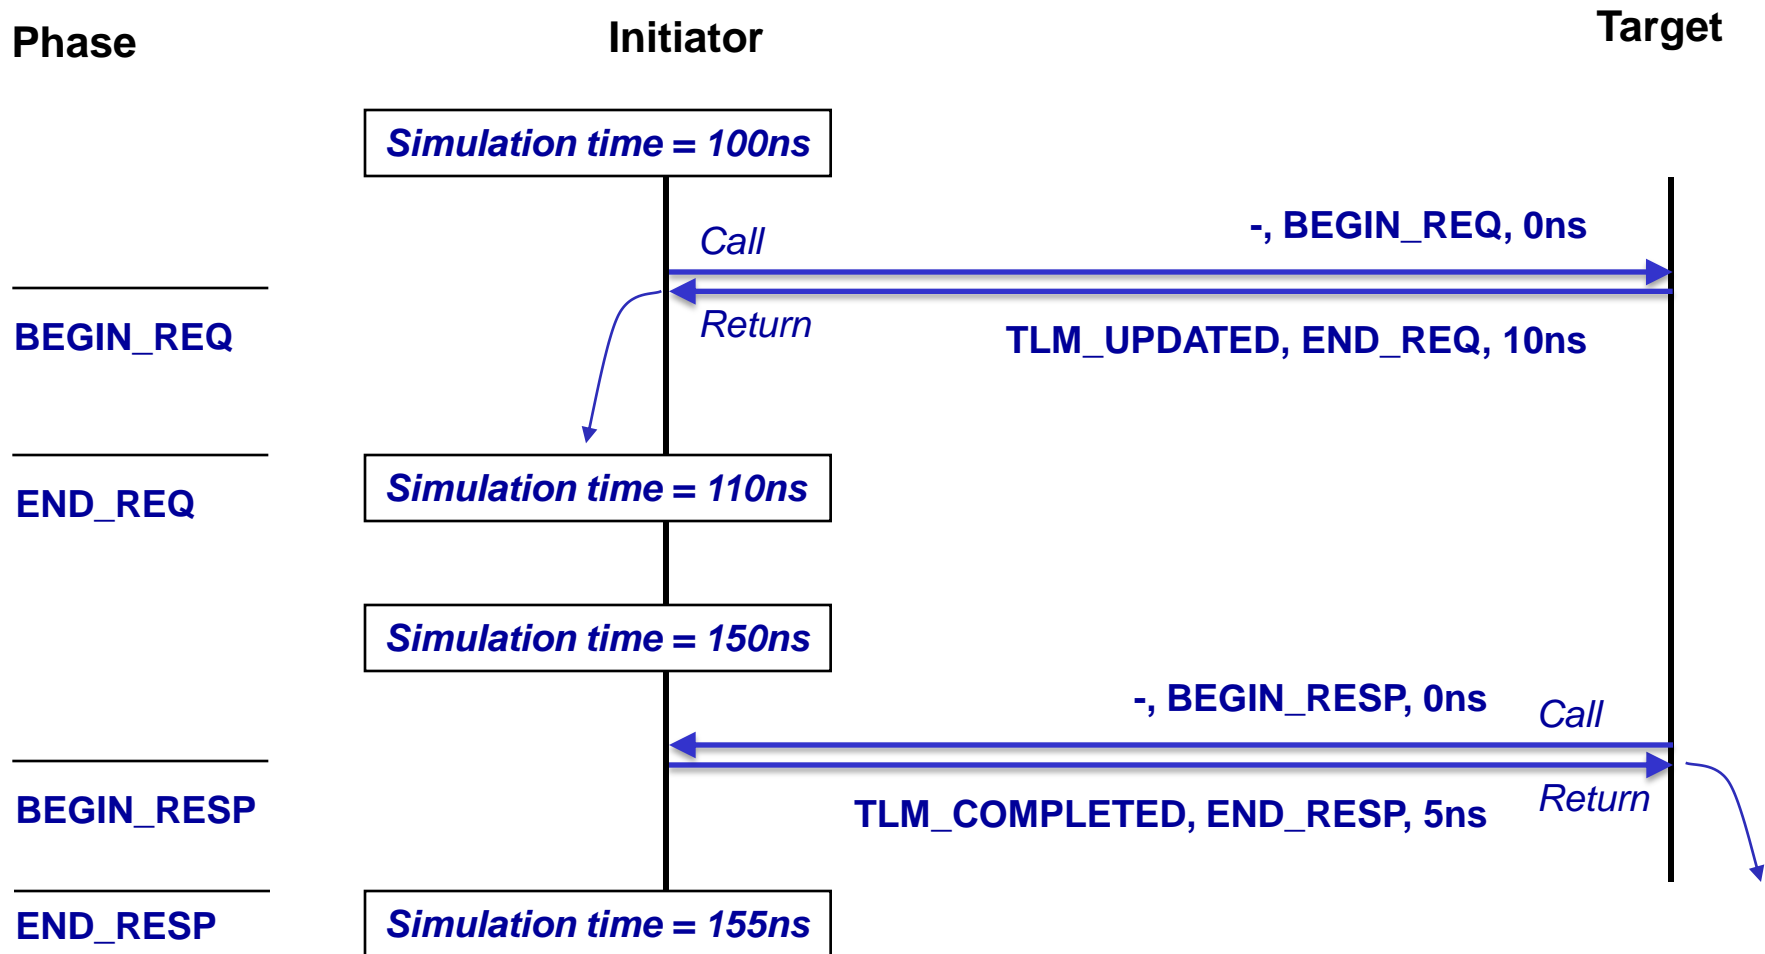 Phase
Initiator
Target
Simulation time = 100ns
-, BEGIN_REQ, 0ns
Call
Return
BEGIN_REQ
TLM_UPDATED, END_REQ, 10ns
END_REQ
Simulation time = 110ns
Simulation time = 150ns
-, BEGIN_RESP, 0ns
Call
BEGIN_RESP
TLM_COMPLETED, END_RESP, 5ns
Return
END_RESP
Simulation time = 155ns